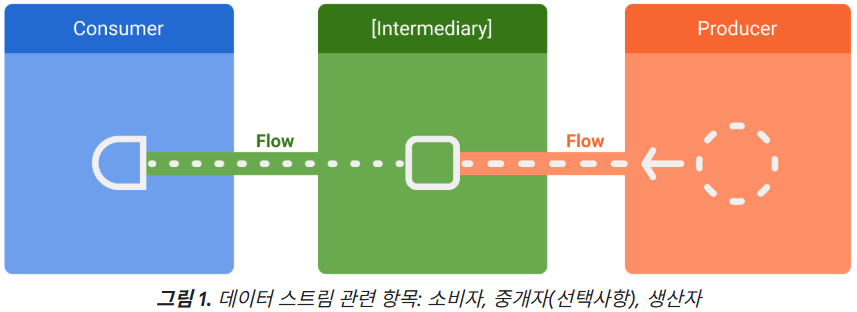 Consumer
[Intermediary]
Producer
Flow
Flow
그림 1. 데이터 스트림 관련 항목: 소비자, 중개자(선택사항), 생산자